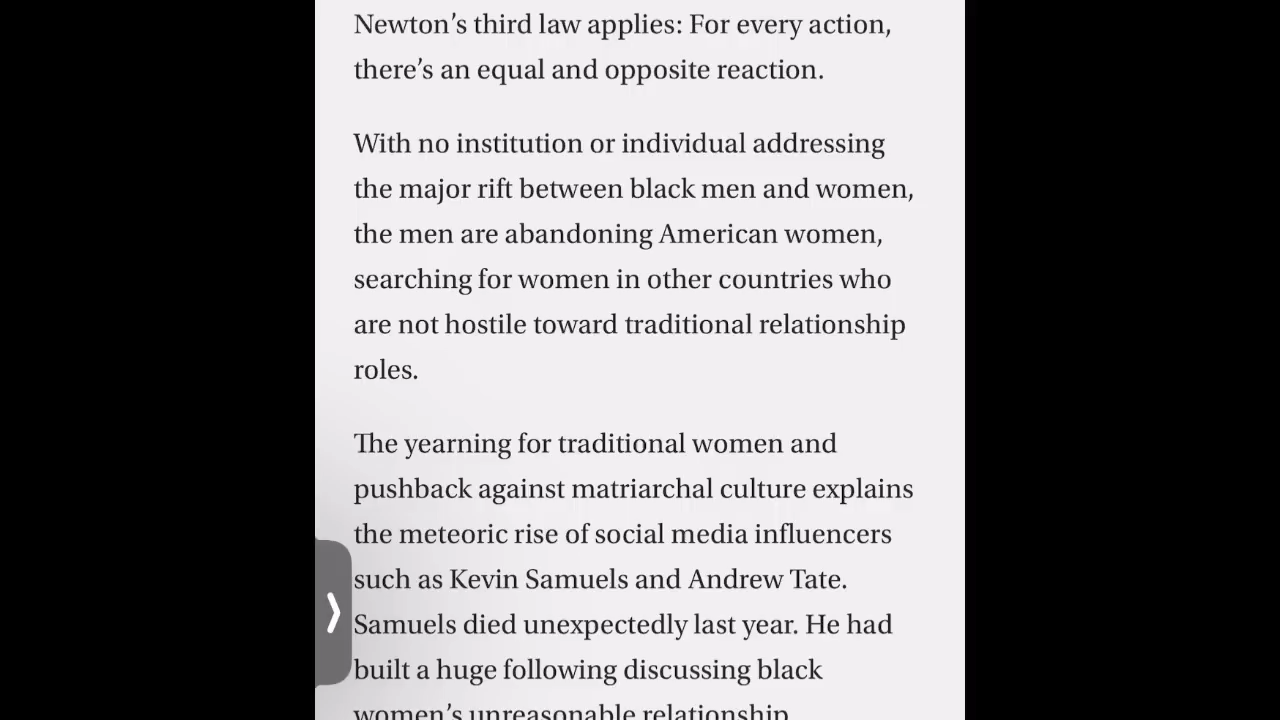 Newton’s third law applies: For every action,
there’s an equal and opposite reaction.
With no institution or individual addressing
the major rift between black men and women,
the men are abandoning American women,
searching for women in other countries who
are not hostile toward traditional relationship
roles.
The yearning for traditional women and
pushback against matriarchal culture explains
the meteoric rise of social media influencers
such as Kevin Samuels and Andrew Tate.
Samuels died unexpectedly last year. He had
built a huge following discussing black
women’s unreasonable relationship